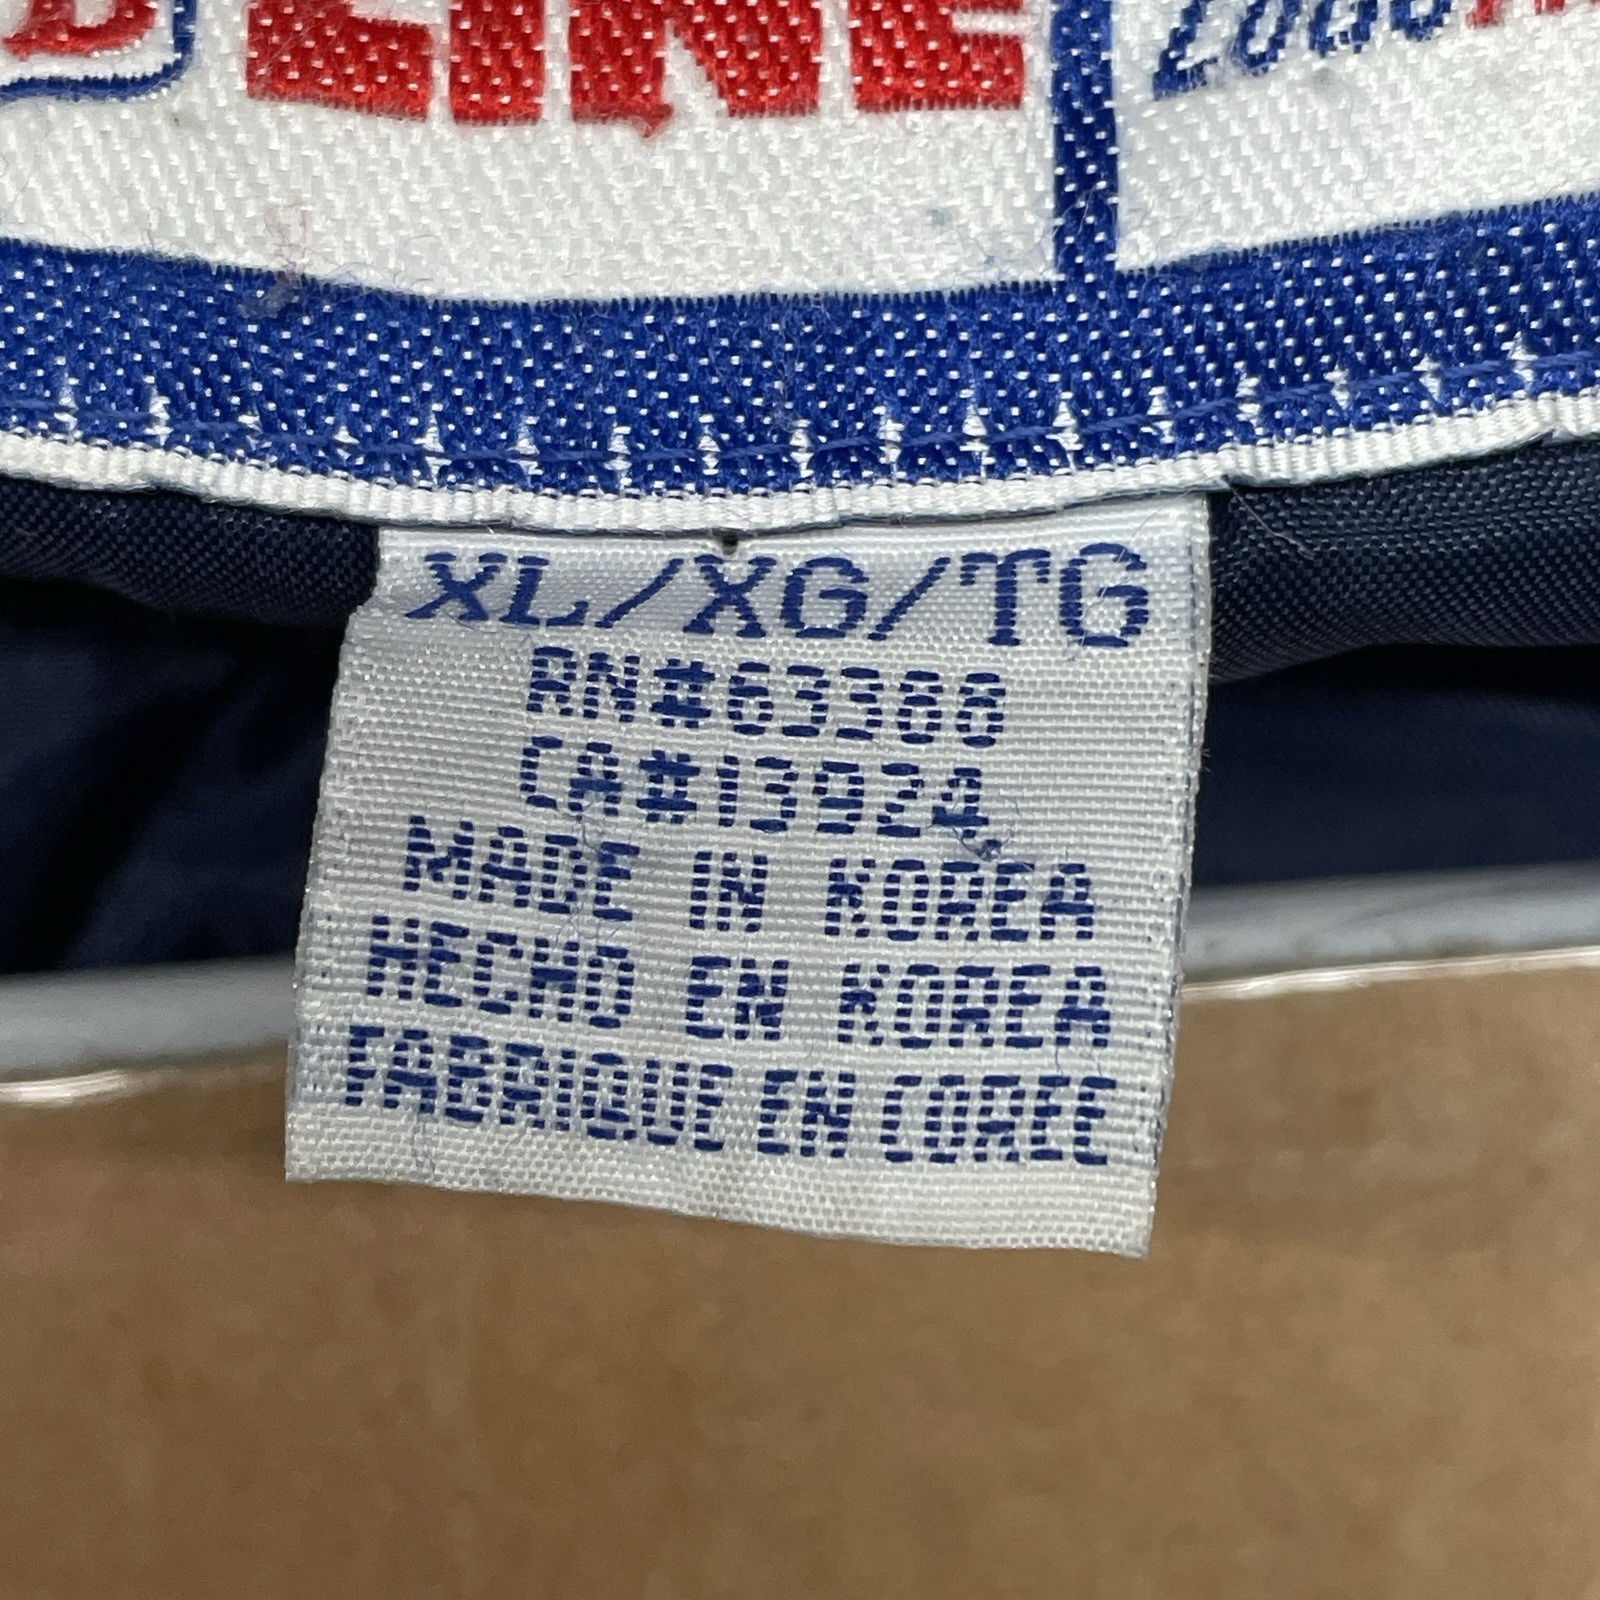 LINE
XL/XG/TG
RN#63388
CA#13924
MADE IN KOREA
HECHO EN KOREA
FABRIQUE EN COREE